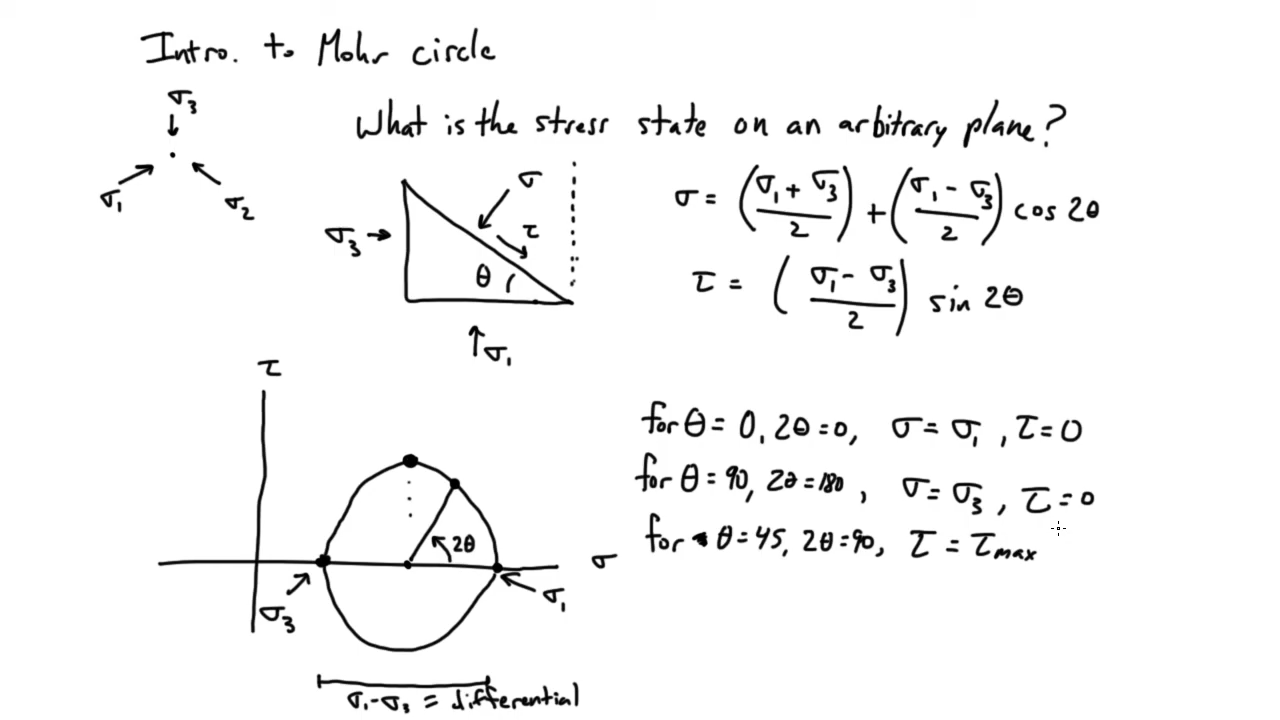 Intro. to Mohr circle
σ3
σ1
σ2
What is the stress state on an arbitrary plane?
σ
τ
σ3
θ
σ1
σ = (σ1 + σ3 / 2) + (σ1 - σ3 / 2) cos 2θ
τ = (σ1 - σ3 / 2) sin 2θ
τ
2θ
σ
σ3
σ1
σ1-σ3 = differential
for θ = 0, 2θ = 0, σ = σ1, τ = 0
for θ = 90, 2θ = 180, σ = σ3, τ = 0
for θ = 45, 2θ = 90, τ = τmax